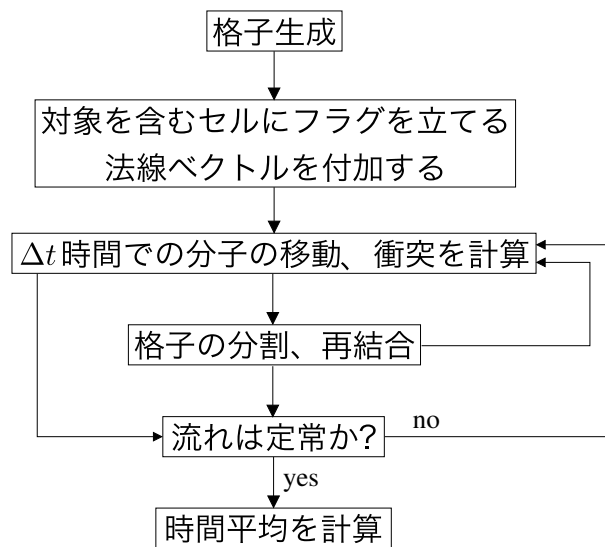 格子生成
対象を含むセルにフラグを立てる
法線ベクトルを付加する
Δt時間での分子の移動、衝突を計算
格子の分割、再結合
流れは定常か?
no
yes
時間平均を計算